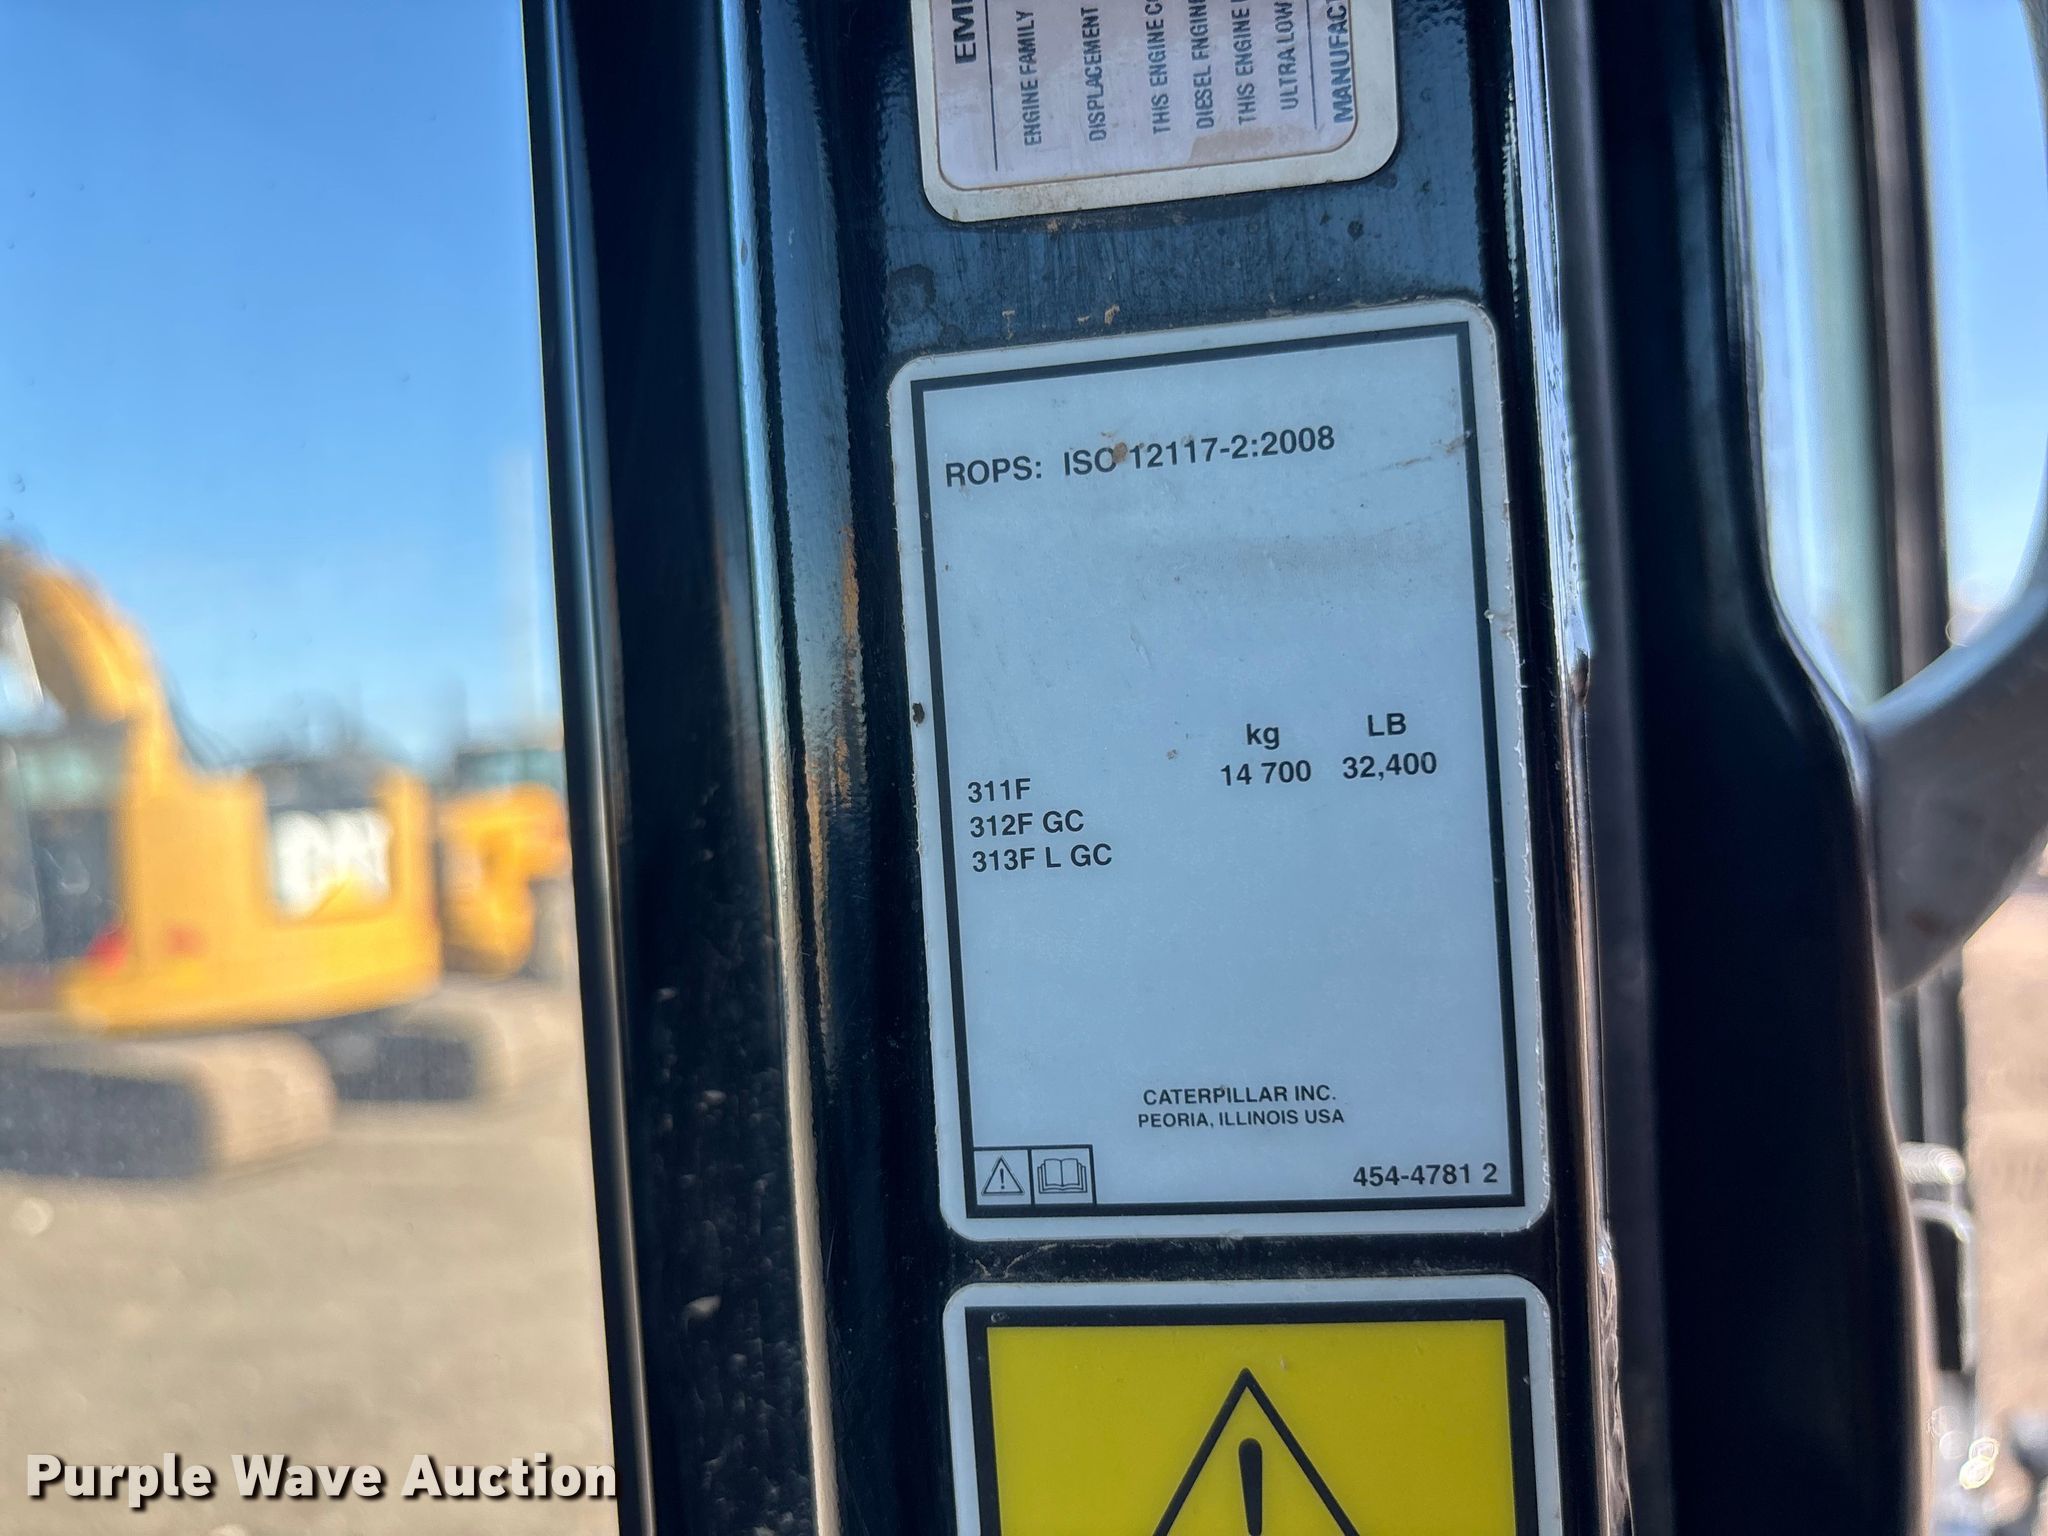 EM
ENGINE FAMILY
DISPLACEMENT
THIS ENGINE
DIESEL ENGINE
THIS ENGINE
ULTRA LOW
ROPS: ISO 12117-2:2008
kg LB
311F 14 700 32,400
312F GC
313F L GC
CATERPILLAR INC.
PEORIA, ILLINOIS USA
454-4781 2
Purple Wave Auction